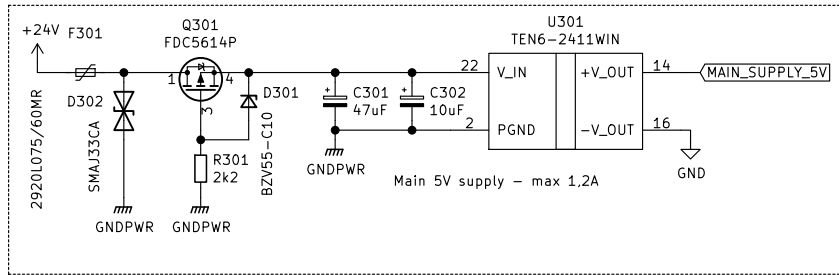 +24V
F301
2920L075/60MR
D302
SMAJ33CA
GNDPWR
Q301
FDC5614P
1
4
3
R301
2k2
GNDPWR
D301
BZV55-C10
+
C301
47uF
+
C302
10uF
GNDPWR
U301
TEN6-2411WIN
22
V_IN
2
PGND
+V_OUT
14
-V_OUT
16
MAIN_SUPPLY_5V
GND
Main 5V supply - max 1,2A